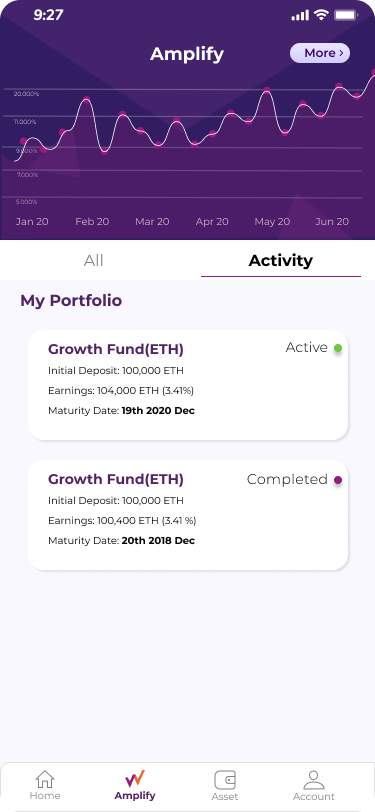 9:27
Amplify
More ›
20.000%
11.000%
9.000%
7.000%
5.000%
Jan 20 Feb 20 Mar 20 Apr 20 May 20 Jun 20
All Activity
My Portfolio
Growth Fund(ETH) Active
Initial Deposit: 100,000 ETH
Earnings: 104,000 ETH (3.41%)
Maturity Date: 19th 2020 Dec
Growth Fund(ETH) Completed
Initial Deposit: 100,000 ETH
Earnings: 100,400 ETH (3.41 %)
Maturity Date: 20th 2018 Dec
Home Amplify Asset Account